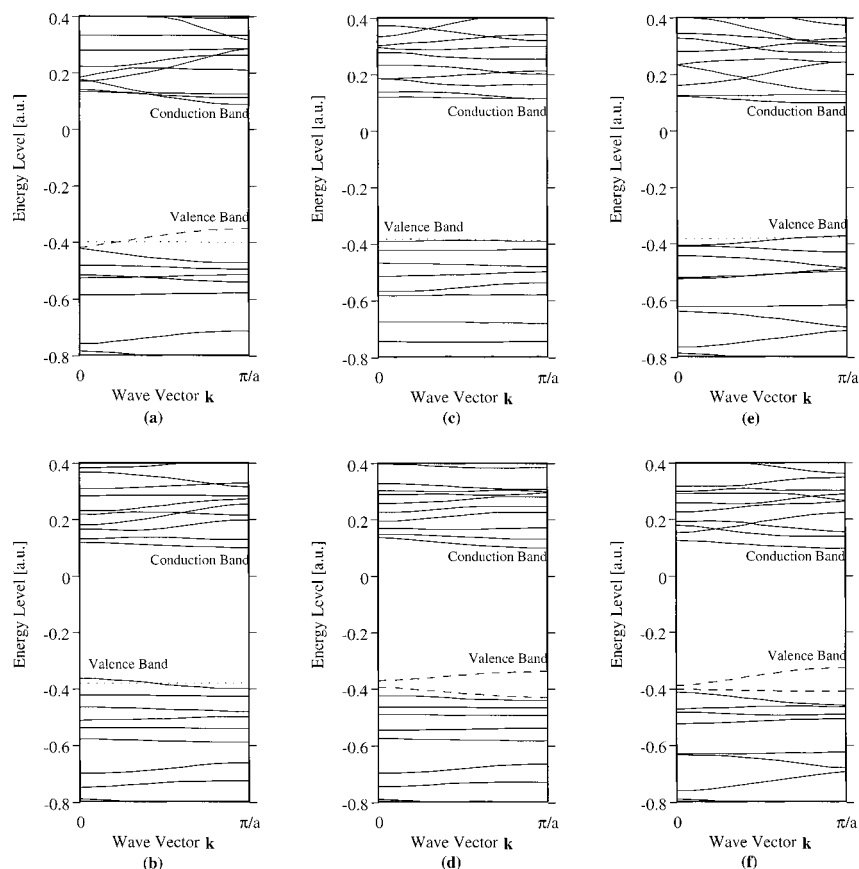 0.4
0.2
0
-0.2
-0.4
-0.6
-0.8
Energy Level [a.u.]
Conduction Band
Valence Band
0
π/a
Wave Vector k
(a)
0.4
0.2
0
-0.2
-0.4
-0.6
-0.8
Energy Level [a.u.]
Conduction Band
Valence Band
0
π/a
Wave Vector k
(c)
0.4
0.2
0
-0.2
-0.4
-0.6
-0.8
Energy Level [a.u.]
Conduction Band
Valence Band
0
π/a
Wave Vector k
(e)
0.4
0.2
0
-0.2
-0.4
-0.6
-0.8
Energy Level [a.u.]
Conduction Band
Valence Band
0
π/a
Wave Vector k
(b)
0.4
0.2
0
-0.2
-0.4
-0.6
-0.8
Energy Level [a.u.]
Conduction Band
Valence Band
0
π/a
Wave Vector k
(d)
0.4
0.2
0
-0.2
-0.4
-0.6
-0.8
Energy Level [a.u.]
Conduction Band
Valence Band
0
π/a
Wave Vector k
(f)